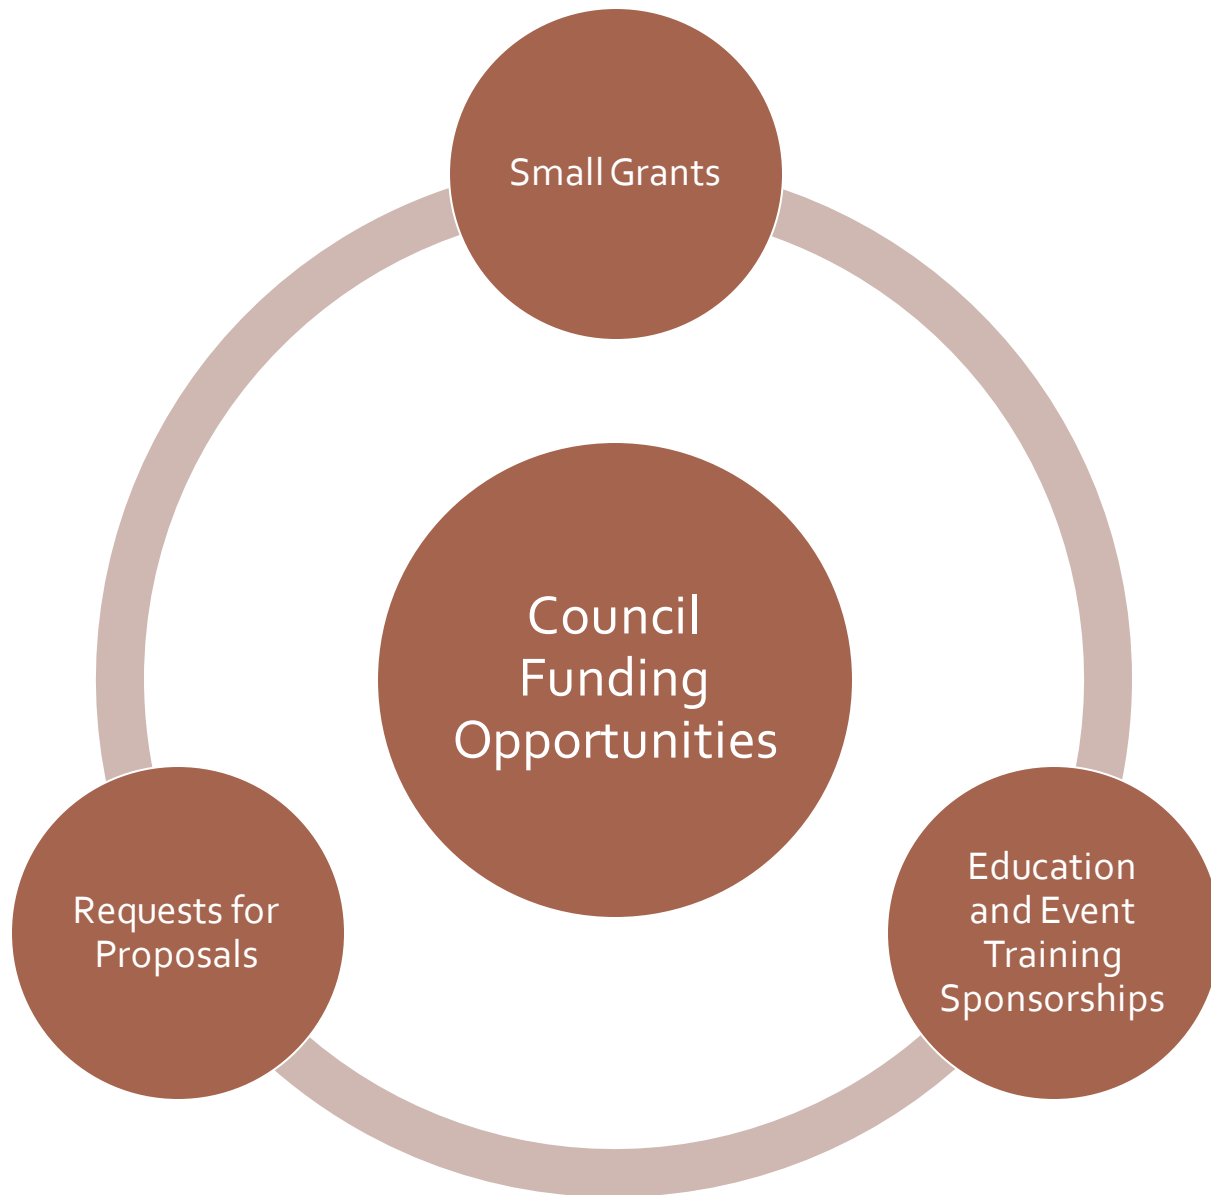 Small Grants
Council
Funding
Opportunities
Education
and Event
Training
Sponsorships
Requests for
Proposals